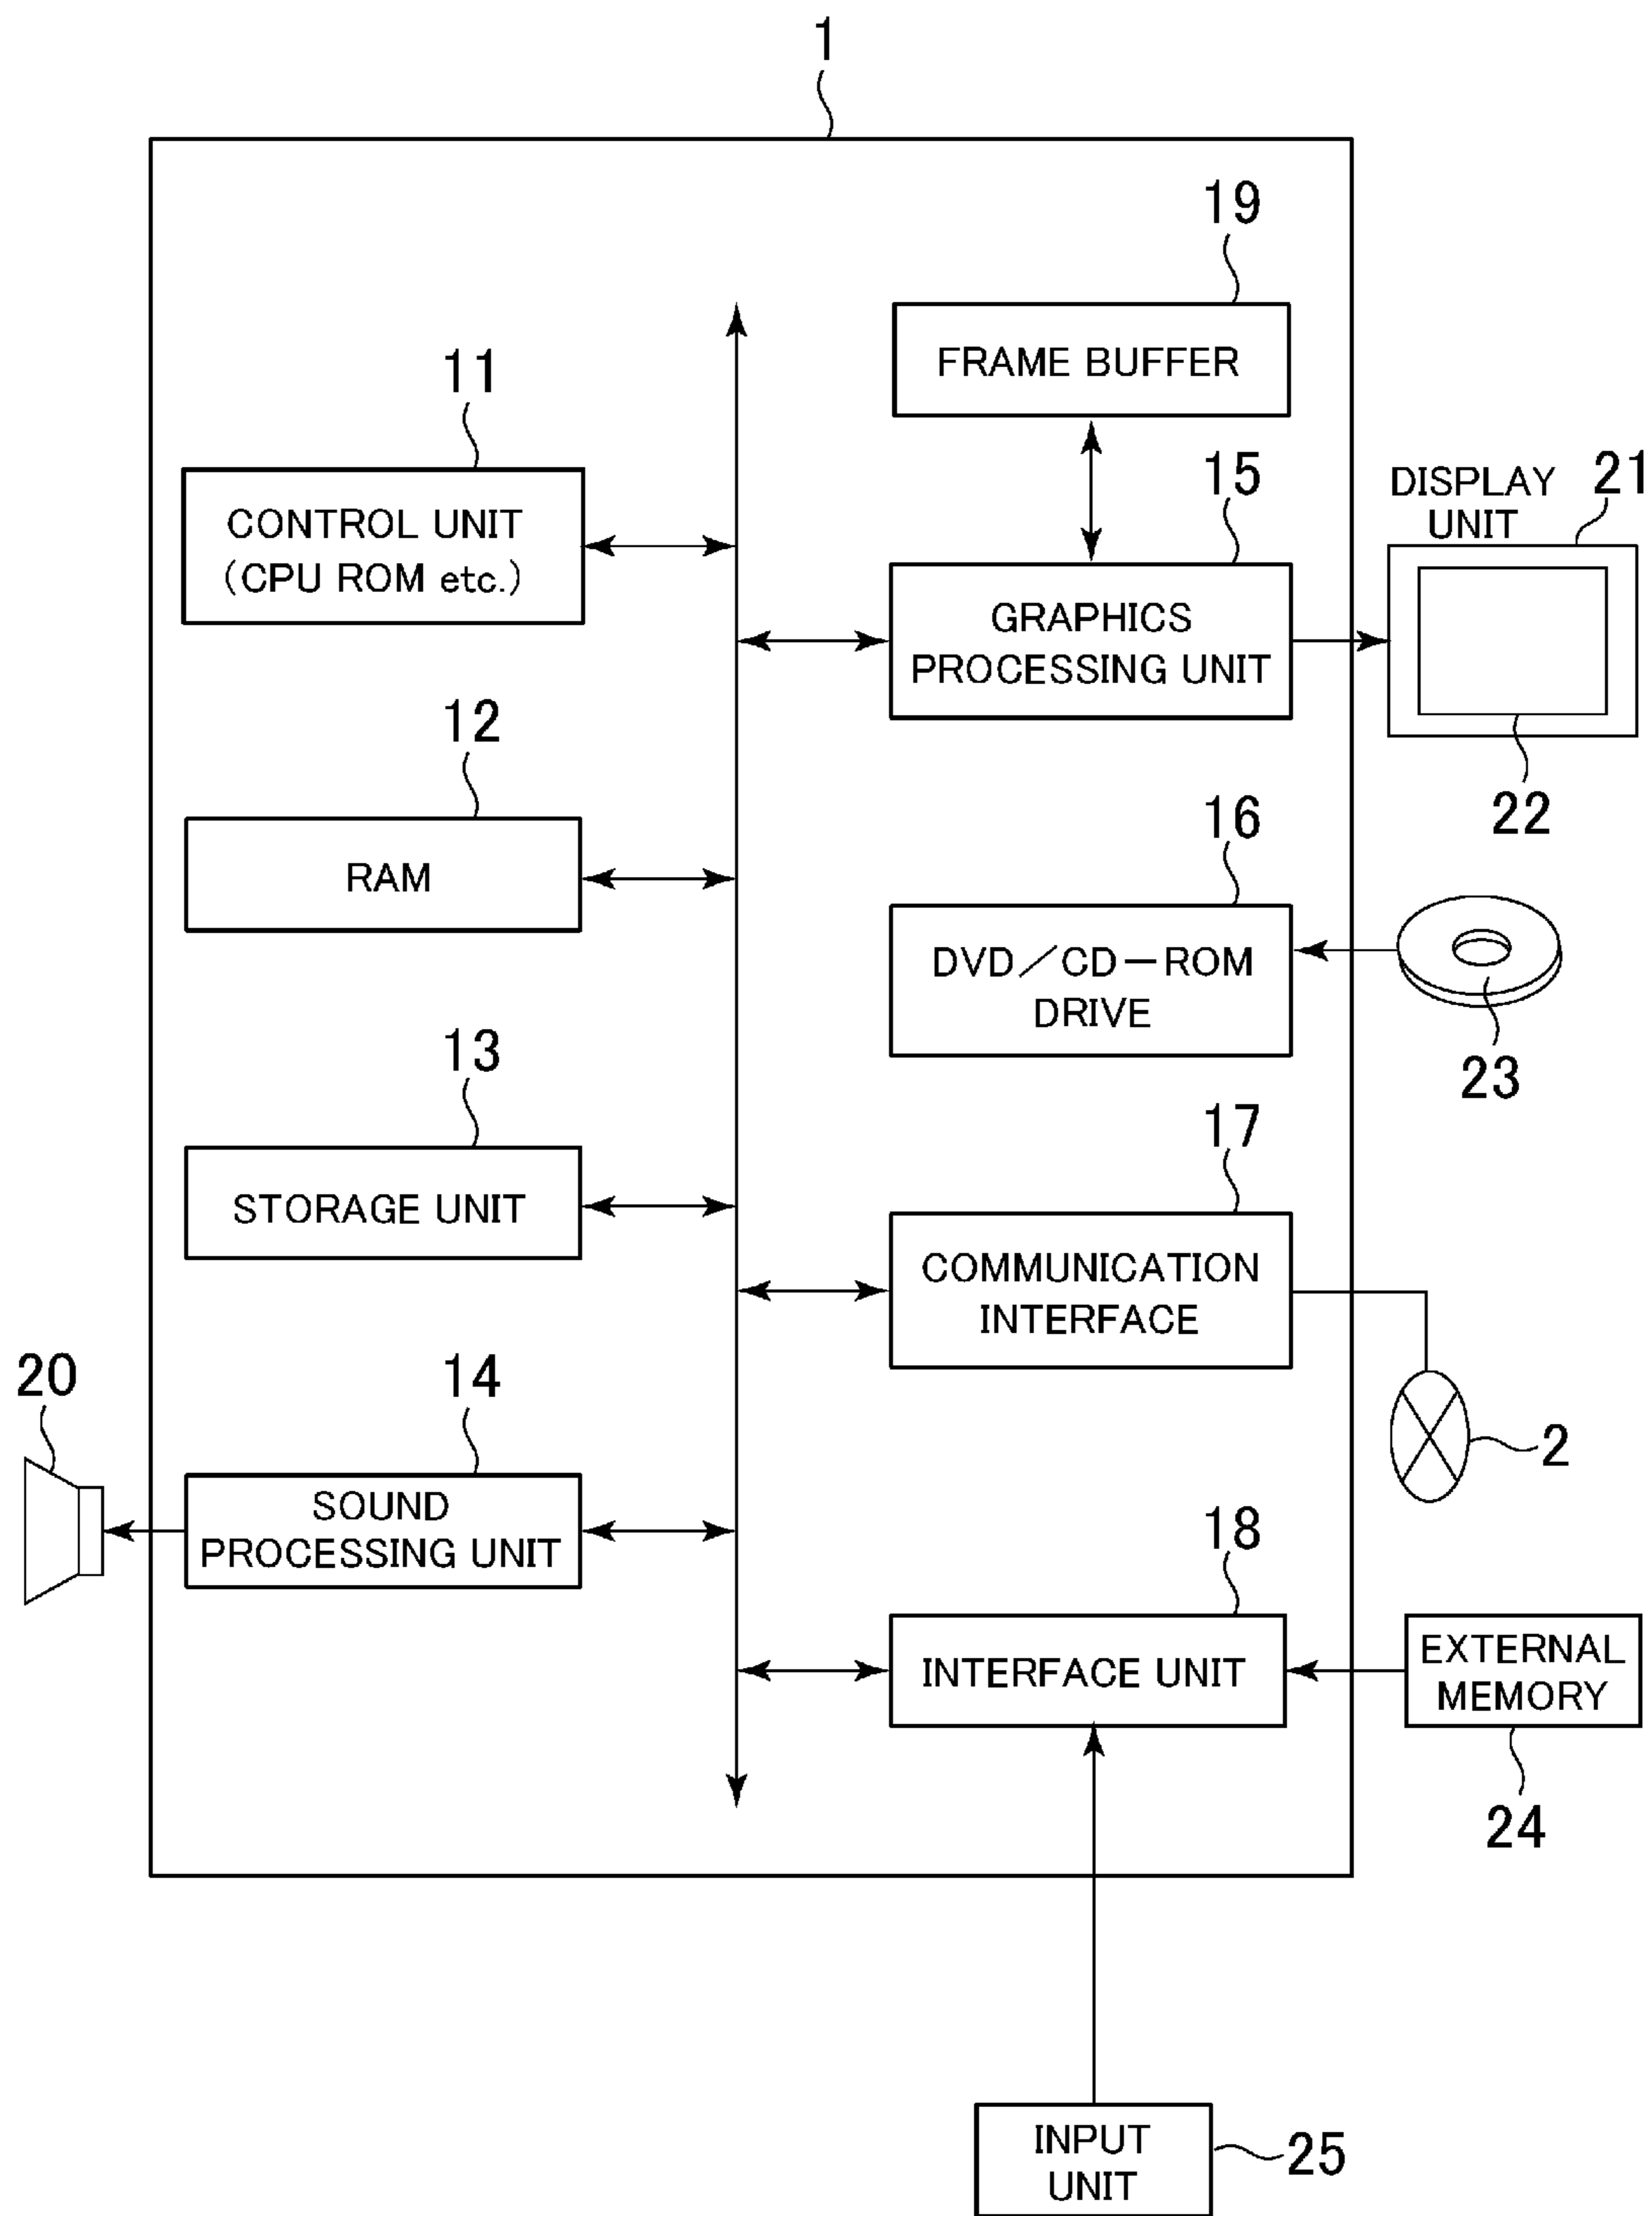 1
19
FRAME BUFFER
11
CONTROL UNIT
(CPU ROM etc.)
15
GRAPHICS
PROCESSING UNIT
DISPLAY
UNIT
21
22
12
RAM
16
DVD／CD－ROM
DRIVE
23
13
STORAGE UNIT
17
COMMUNICATION
INTERFACE
2
20
14
SOUND
PROCESSING UNIT
18
INTERFACE UNIT
EXTERNAL
MEMORY
24
INPUT
UNIT
25